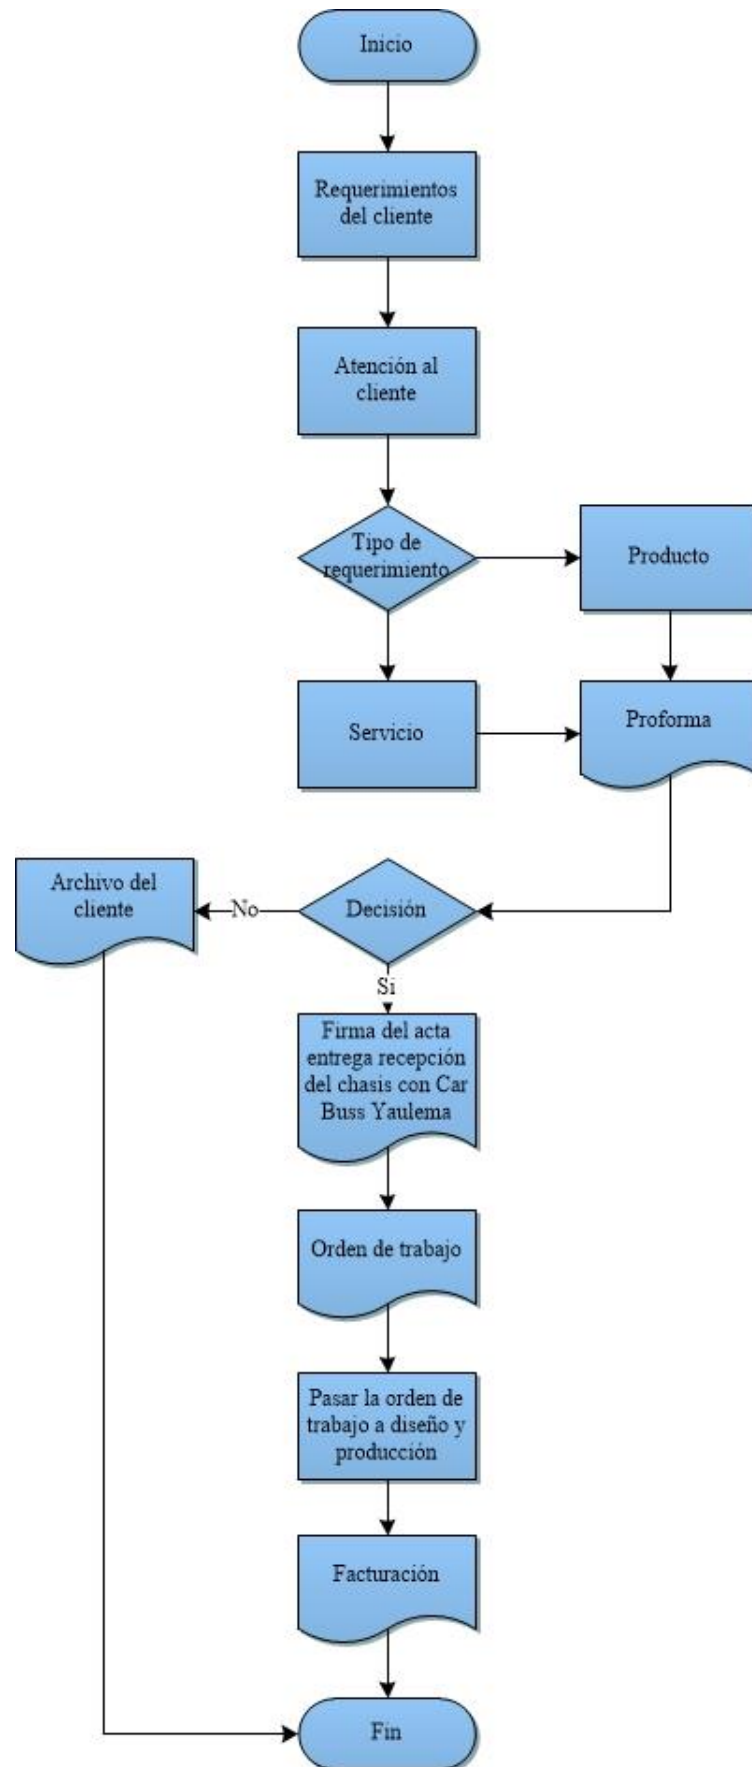 Inicio
Requerimientos
del cliente
Atención al
cliente
Tipo de
requerimiento
Producto
Servicio
Proforma
Archivo del
cliente
No
Decisión
Si
Firma del acta
entrega recepción
del chasis con Car
Buss Yaulema
Orden de trabajo
Pasar la orden de
trabajo a diseño y
producción
Facturación
Fin